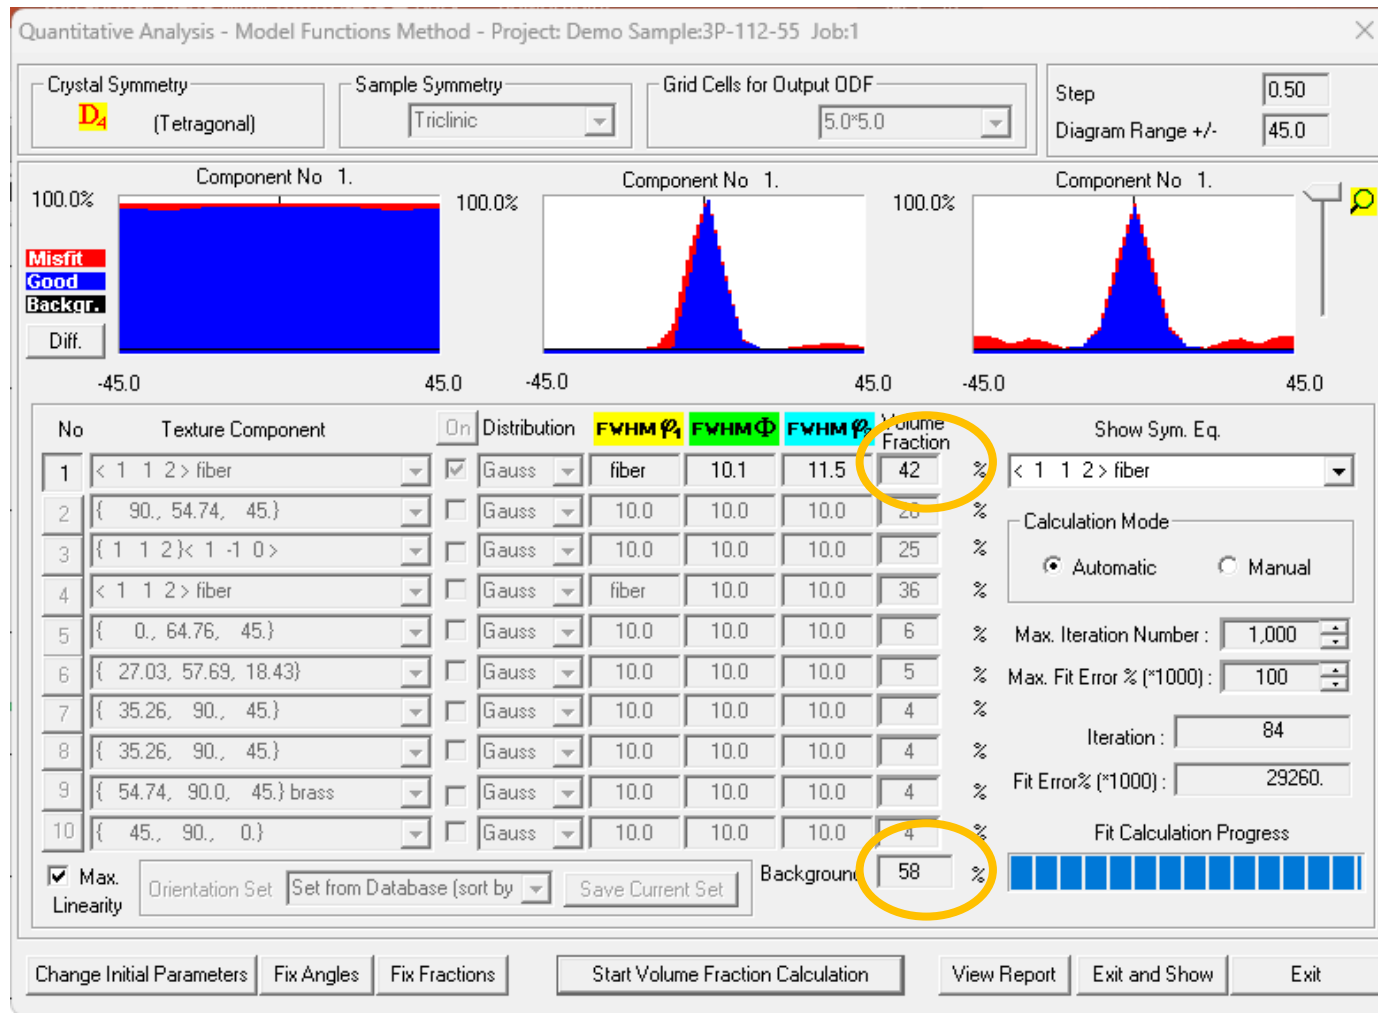 Quantitative Analysis - Model Functions Method - Project: Demo Sample:3P-112-55 Job:1
Crystal Symmetry
D4 (Tetragonal)
Sample Symmetry
Triclinic
Grid Cells for Output ODF
5.0*5.0
Step 0.50
Diagram Range +/- 45.0
Component No 1.
100.0%
Component No 1.
100.0%
Component No 1.
100.0%
Misfit
Good
Backgr.
Diff.
-45.0 45.0 -45.0 45.0 -45.0 45.0
No Texture Component On Distribution FWHM φ1 FWHM Φ FWHM φ2 Volume Fraction
1 < 1 1 2 > fiber Gauss fiber 10.1 11.5 42 %
2 { 90., 54.74, 45.} Gauss 10.0 10.0 10.0 %
3 { 1 1 2 }< 1 -1 0 > Gauss 10.0 10.0 10.0 25 %
4 < 1 1 2 > fiber Gauss fiber 10.0 10.0 36 %
5 { 0., 64.76, 45.} Gauss 10.0 10.0 10.0 6 %
6 { 27.03, 57.69, 18.43} Gauss 10.0 10.0 10.0 5 %
7 { 35.26, 90., 45.} Gauss 10.0 10.0 10.0 4 %
8 { 35.26, 90., 45.} Gauss 10.0 10.0 10.0 4 %
9 { 54.74, 90.0, 45.} brass Gauss 10.0 10.0 10.0 4 %
10 { 45., 90., 0.} Gauss 10.0 10.0 10.0 4 %
Background 58 %
Max. Linearity
Orientation Set Set from Database (sort by
Save Current Set
Show Sym. Eq.
< 1 1 2 > fiber
Calculation Mode
Automatic Manual
Max. Iteration Number : 1,000
Max. Fit Error % (*1000) : 100
Iteration : 84
Fit Error% (*1000) : 29260.
Fit Calculation Progress
Change Initial Parameters Fix Angles Fix Fractions Start Volume Fraction Calculation View Report Exit and Show Exit